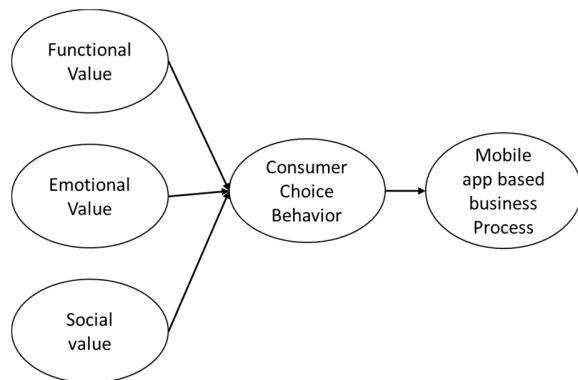 Functional
Value
Emotional
Value
Social
value
Consumer
Choice
Behavior
Mobile
app based
business
Process